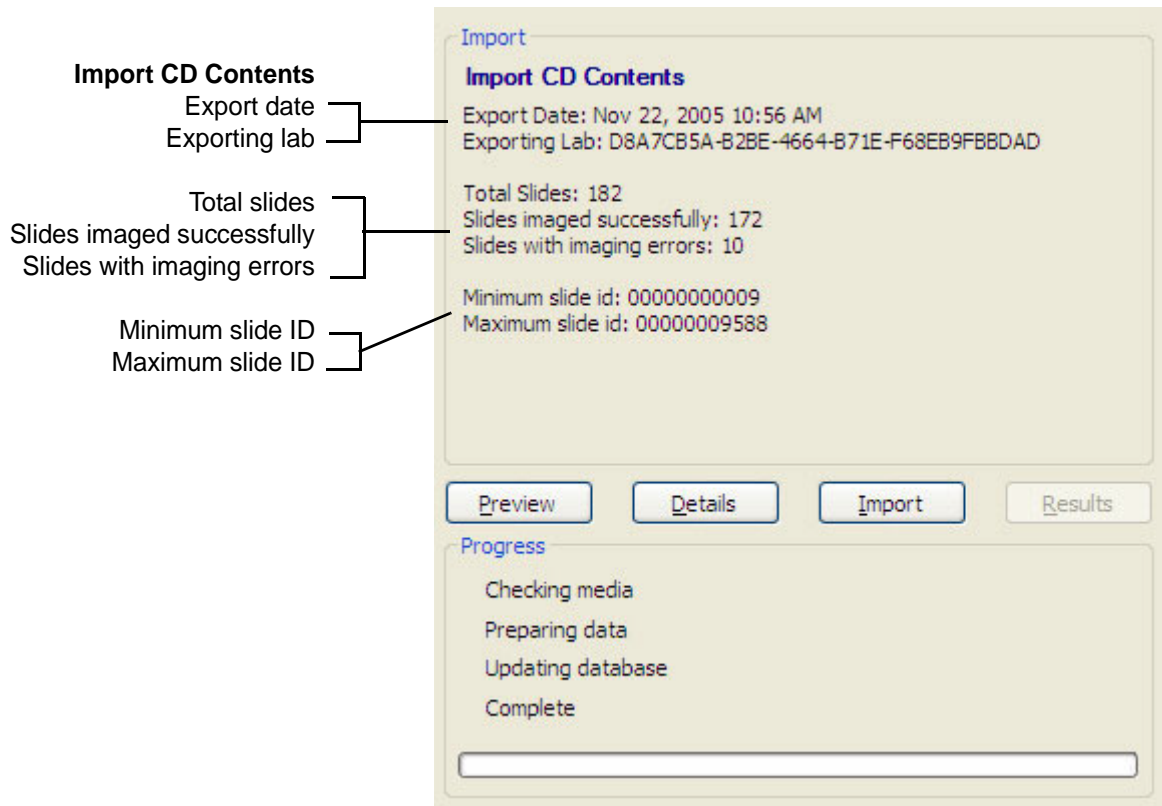 Import CD Contents
Export date
Exporting lab
Total slides
Slides imaged successfully
Slides with imaging errors
Minimum slide ID
Maximum slide ID
Import
Import CD Contents
Export Date: Nov 22, 2005 10:56 AM
Exporting Lab: D8A7CB5A-B2BE-4664-B71E-F68EB9FBBDAD
Total Slides: 182
Slides imaged successfully: 172
Slides with imaging errors: 10
Minimum slide id: 00000000009
Maximum slide id: 00000009588
Preview
Details
Import
Results
Progress
Checking media
Preparing data
Updating database
Complete